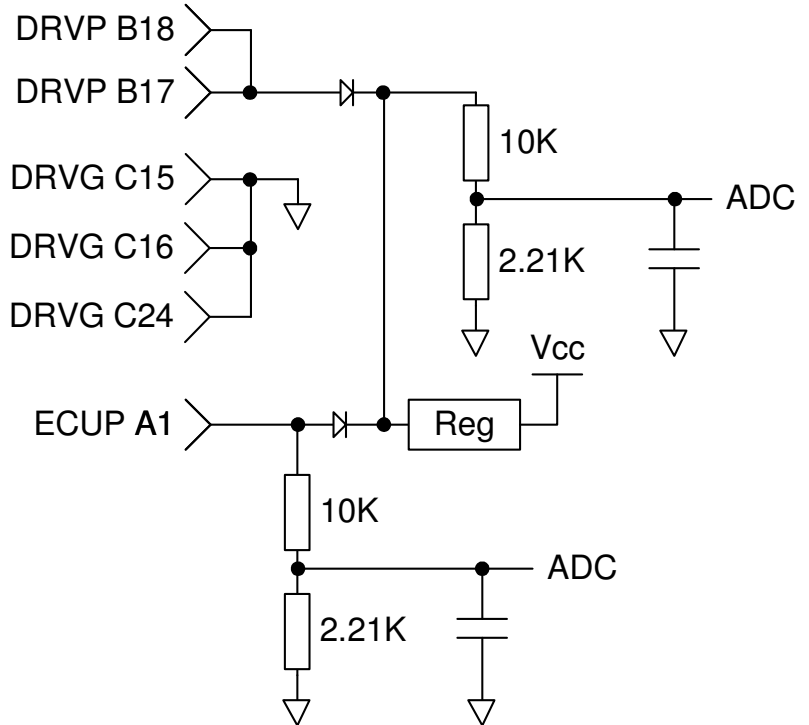 DRVP B18
DRVP B17
10K
DRVG C15
ADC
DRVG C16
2.21K
DRVG C24
Vcc
ECUP A1
Reg
10K
ADC
2.21K